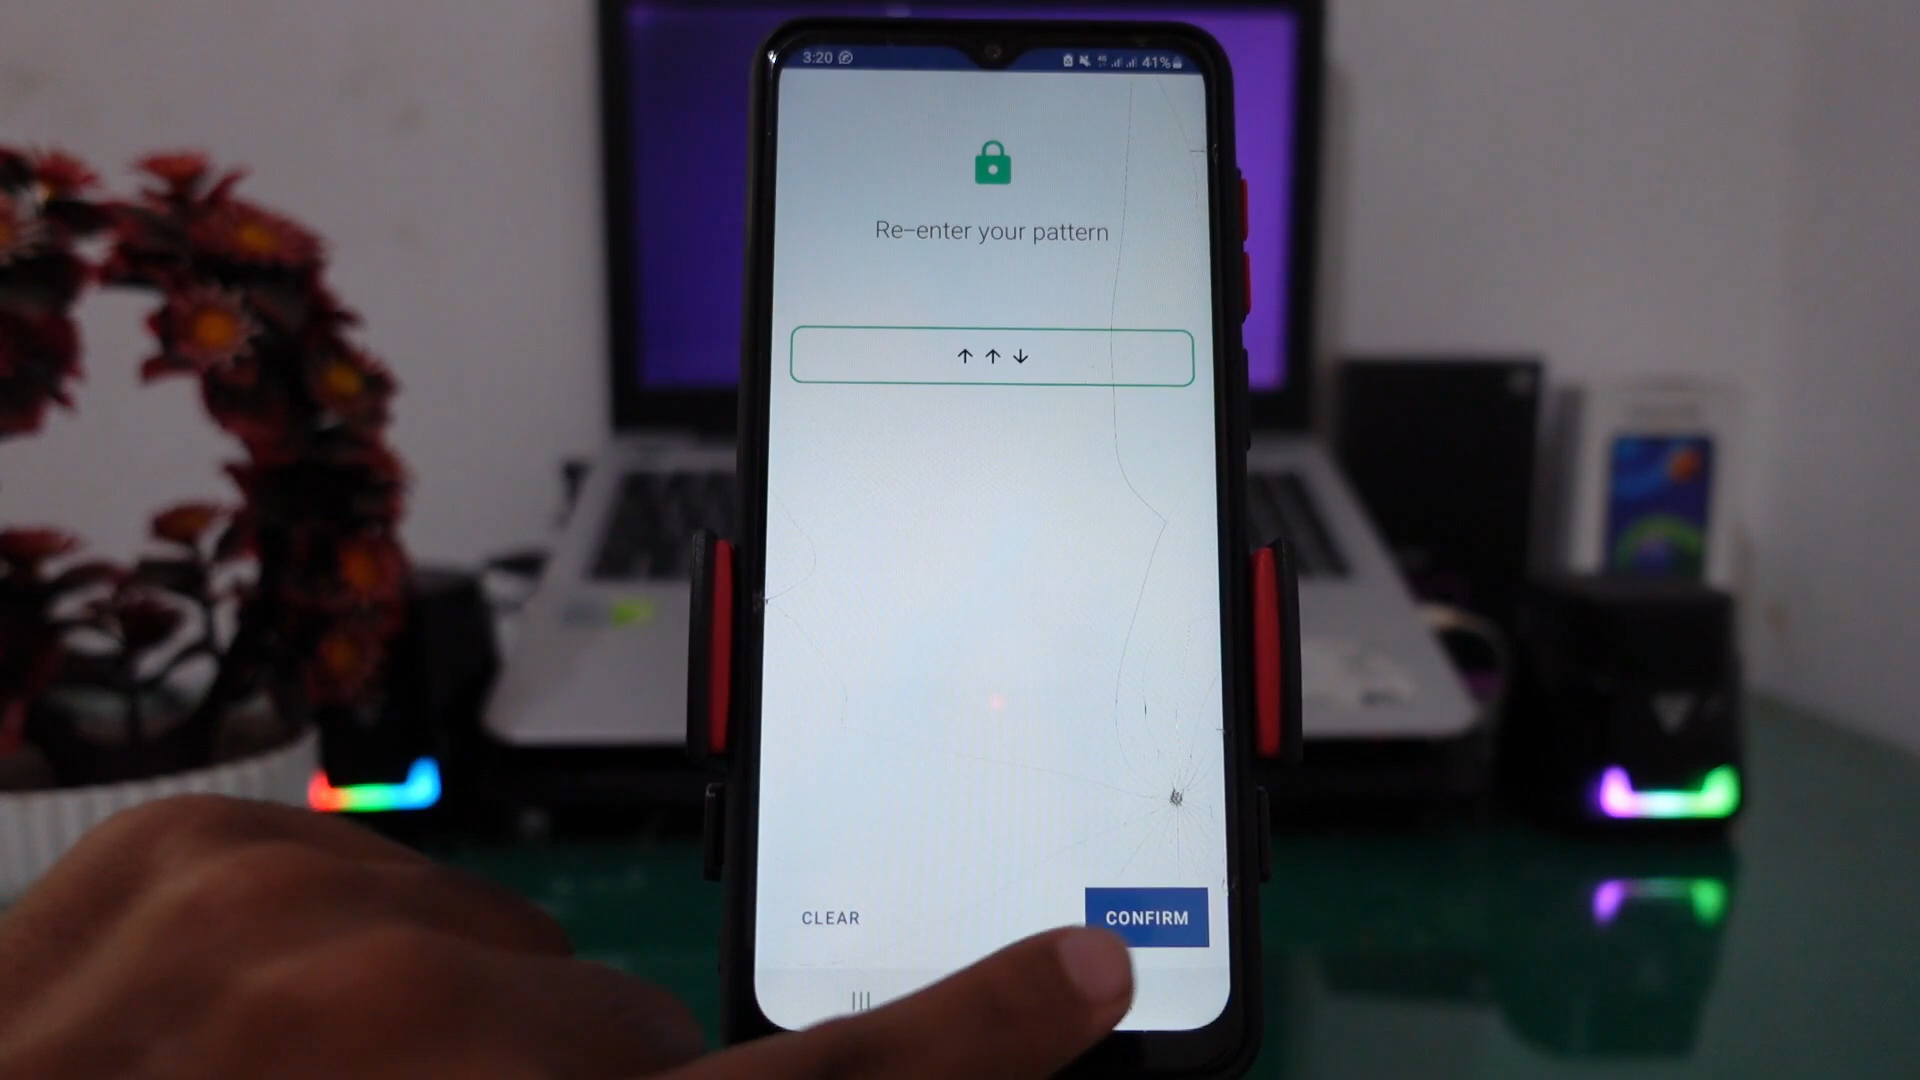 3:20 41%
Re-enter your pattern
↑ ↑ ↓
CLEAR CONFIRM